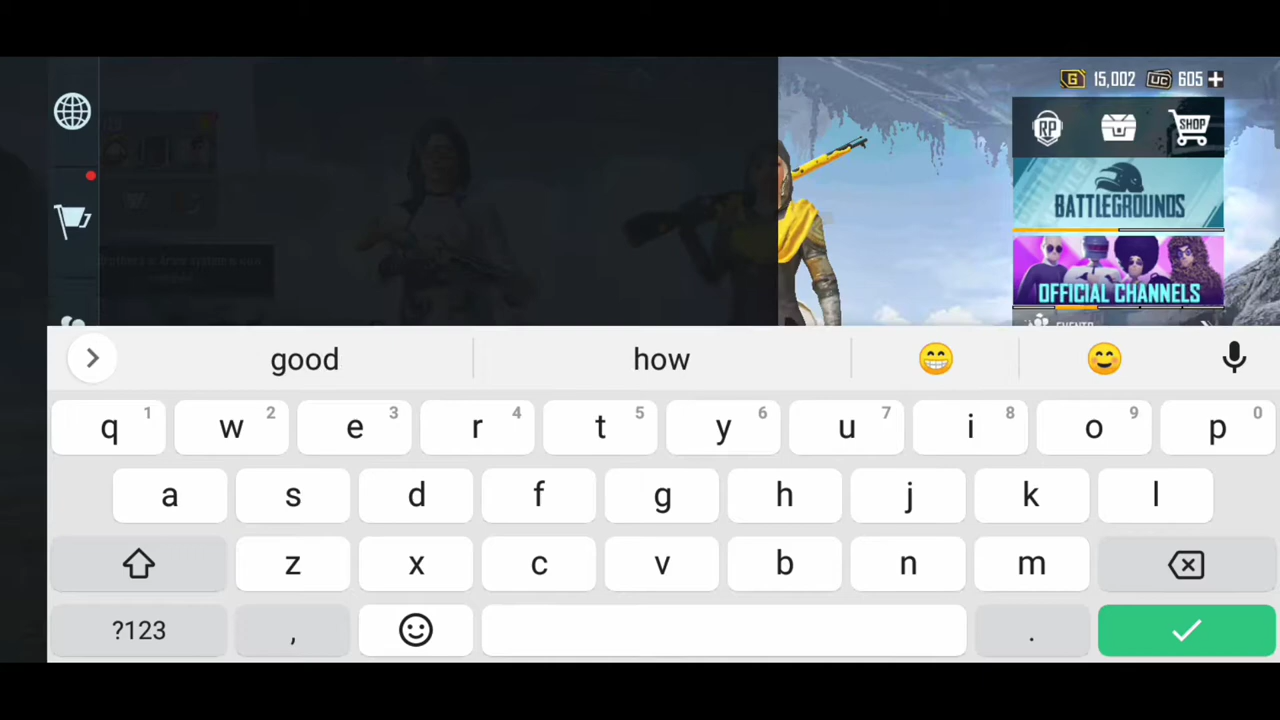 G 15,002 UC 605 +
RP SHOP
BATTLEGROUNDS
OFFICIAL CHANNELS
good how
q 1 w 2 e 3 r 4 t 5 y 6 u 7 i 8 o 9 p 0
a s d f g h j k l
z x c v b n m
?123 , .